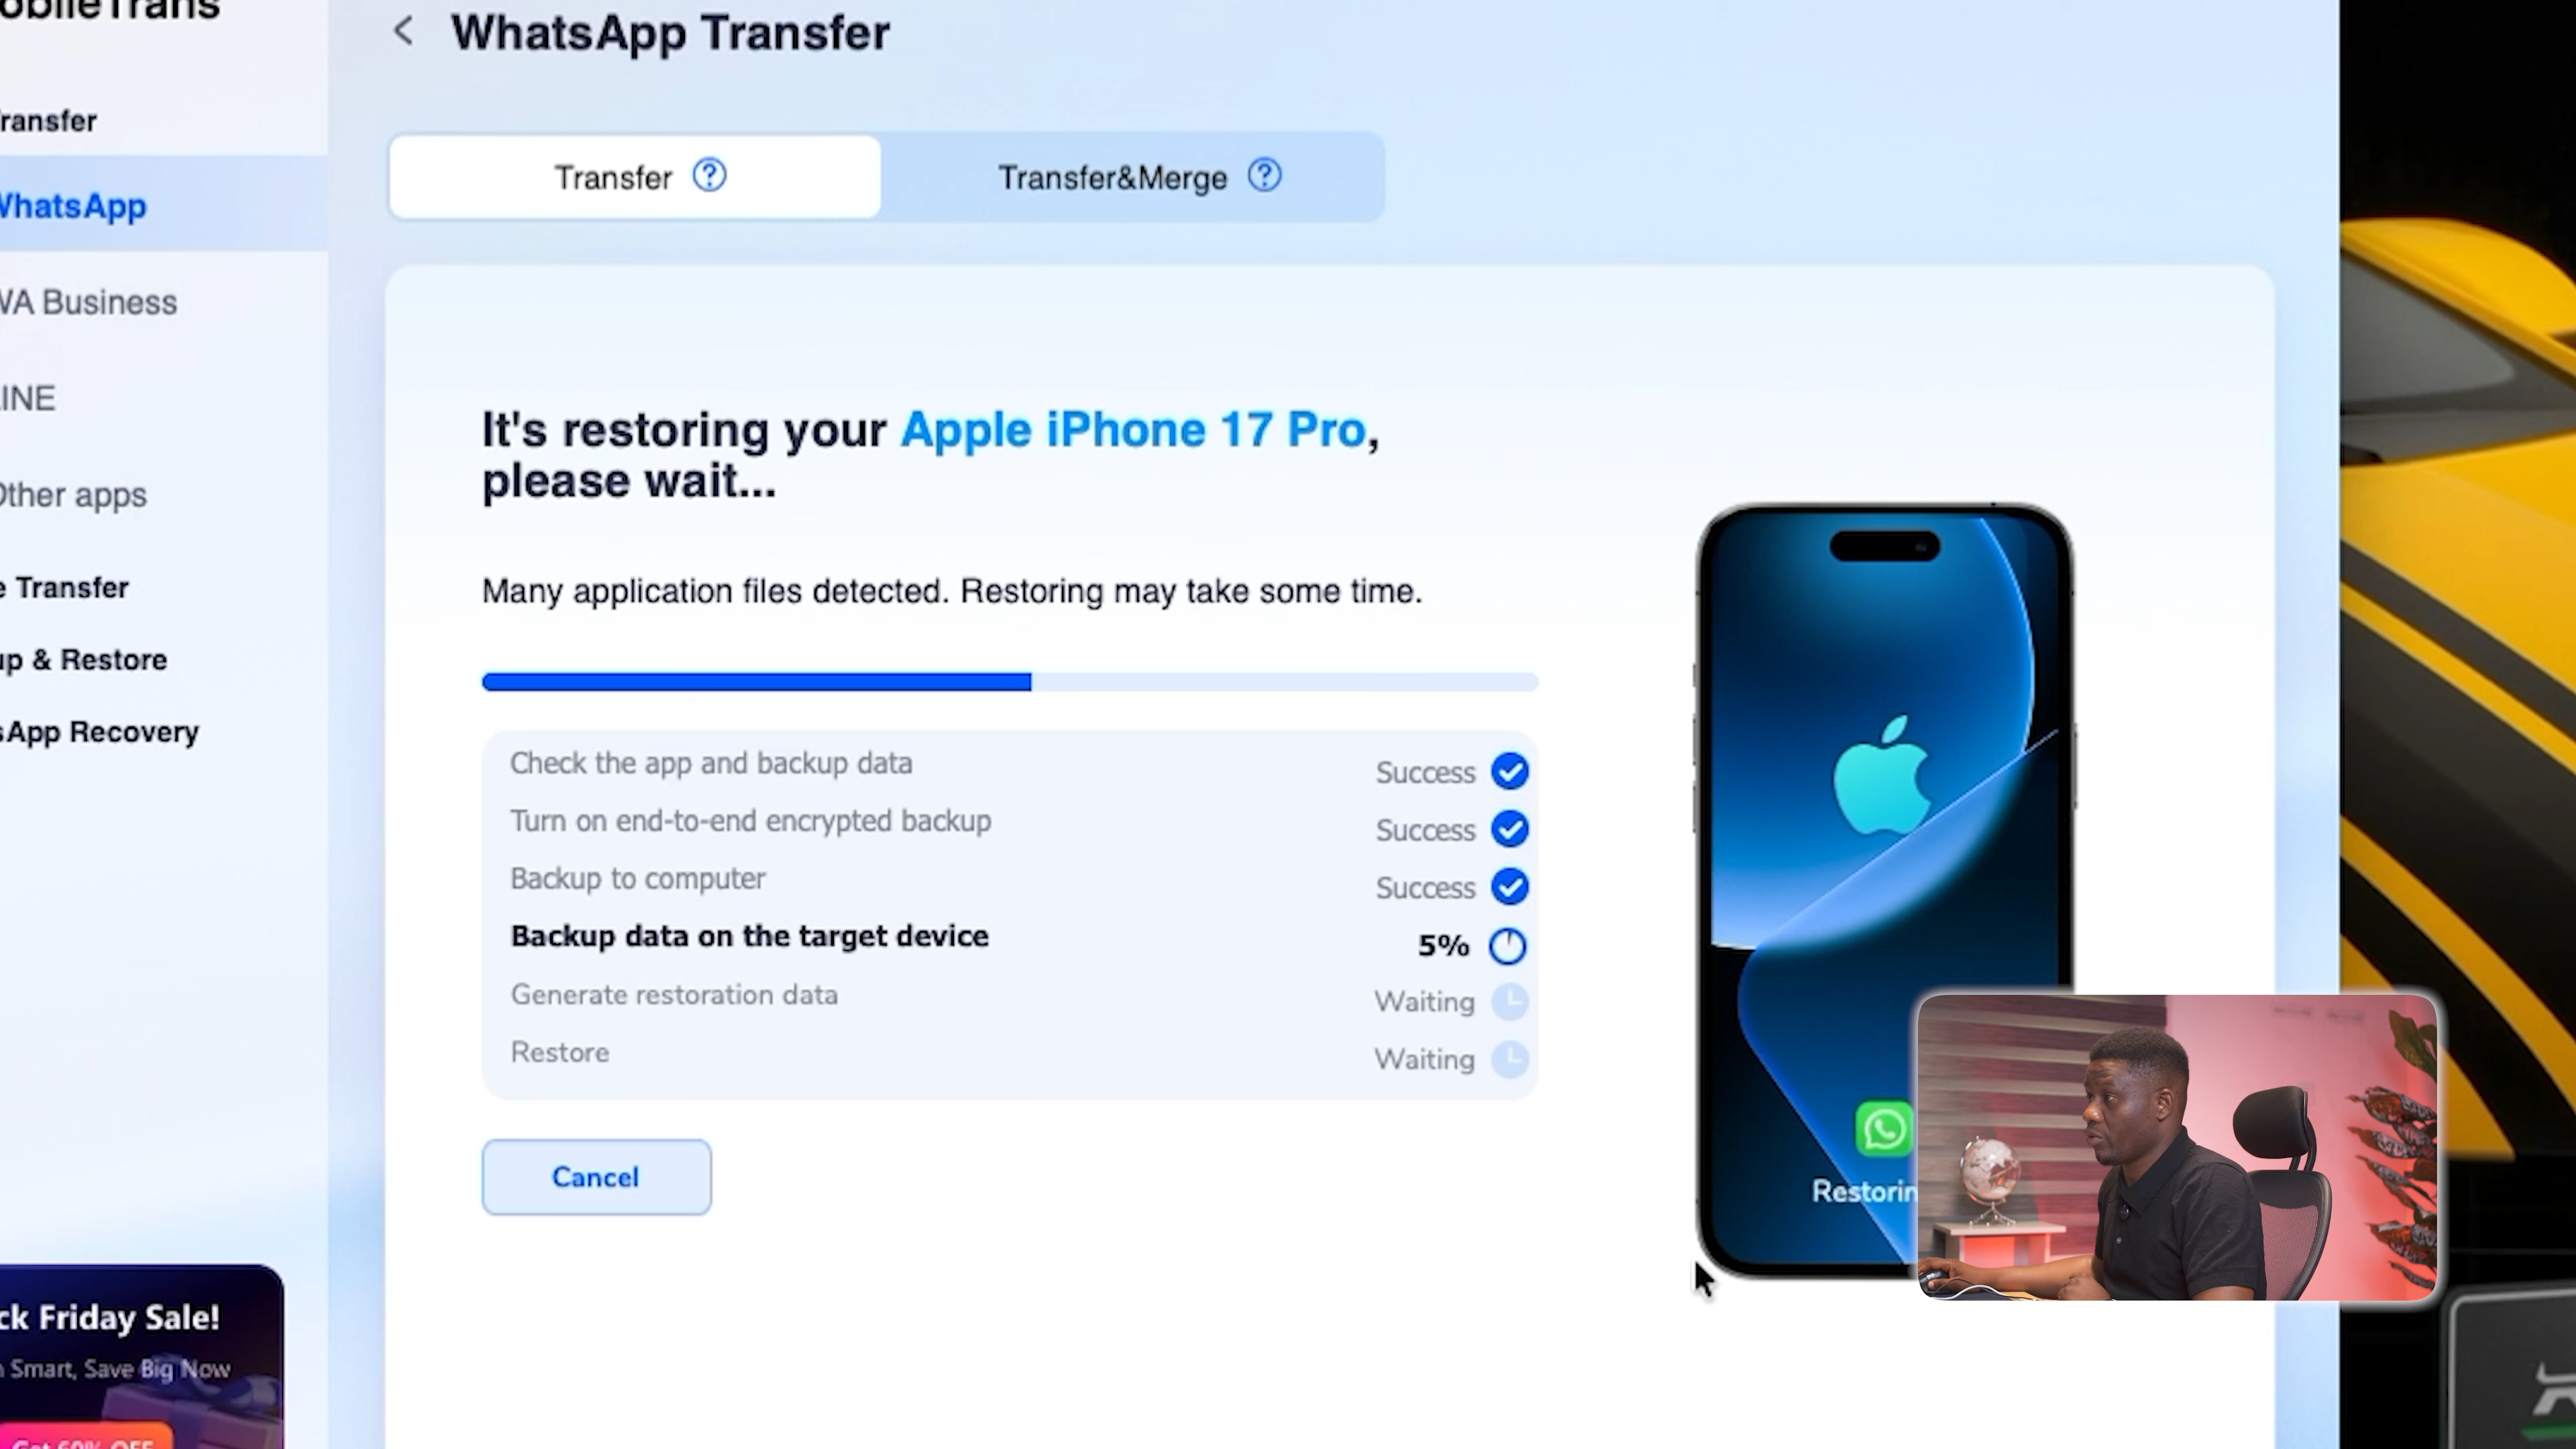 obileTrans
ransfer
WhatsApp
WA Business
INE
Other apps
e Transfer
up & Restore
sApp Recovery
ck Friday Sale!
n Smart, Save Big Now
Get 60% OFF
WhatsApp Transfer
Transfer ?
Transfer&Merge ?
It's restoring your Apple iPhone 17 Pro,
please wait...
Many application files detected. Restoring may take some time.
Check the app and backup data Success
Turn on end-to-end encrypted backup Success
Backup to computer Success
Backup data on the target device 5%
Generate restoration data Waiting
Restore Waiting
Cancel
Restorin